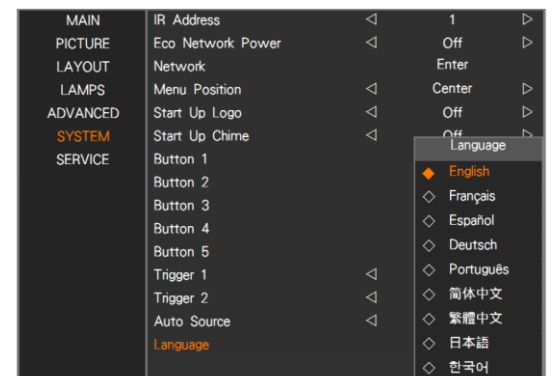 MAIN
PICTURE
LAYOUT
LAMPS
ADVANCED
SYSTEM
SERVICE
IR Address 1
Eco Network Power Off
Network Enter
Menu Position Center
Start Up Logo Off
Start Up Chime Off
Button 1
Button 2
Button 3
Button 4
Button 5
Trigger 1
Trigger 2
Auto Source
Language
Language
English
Français
Español
Deutsch
Português
简体中文
繁體中文
日本語
한국어